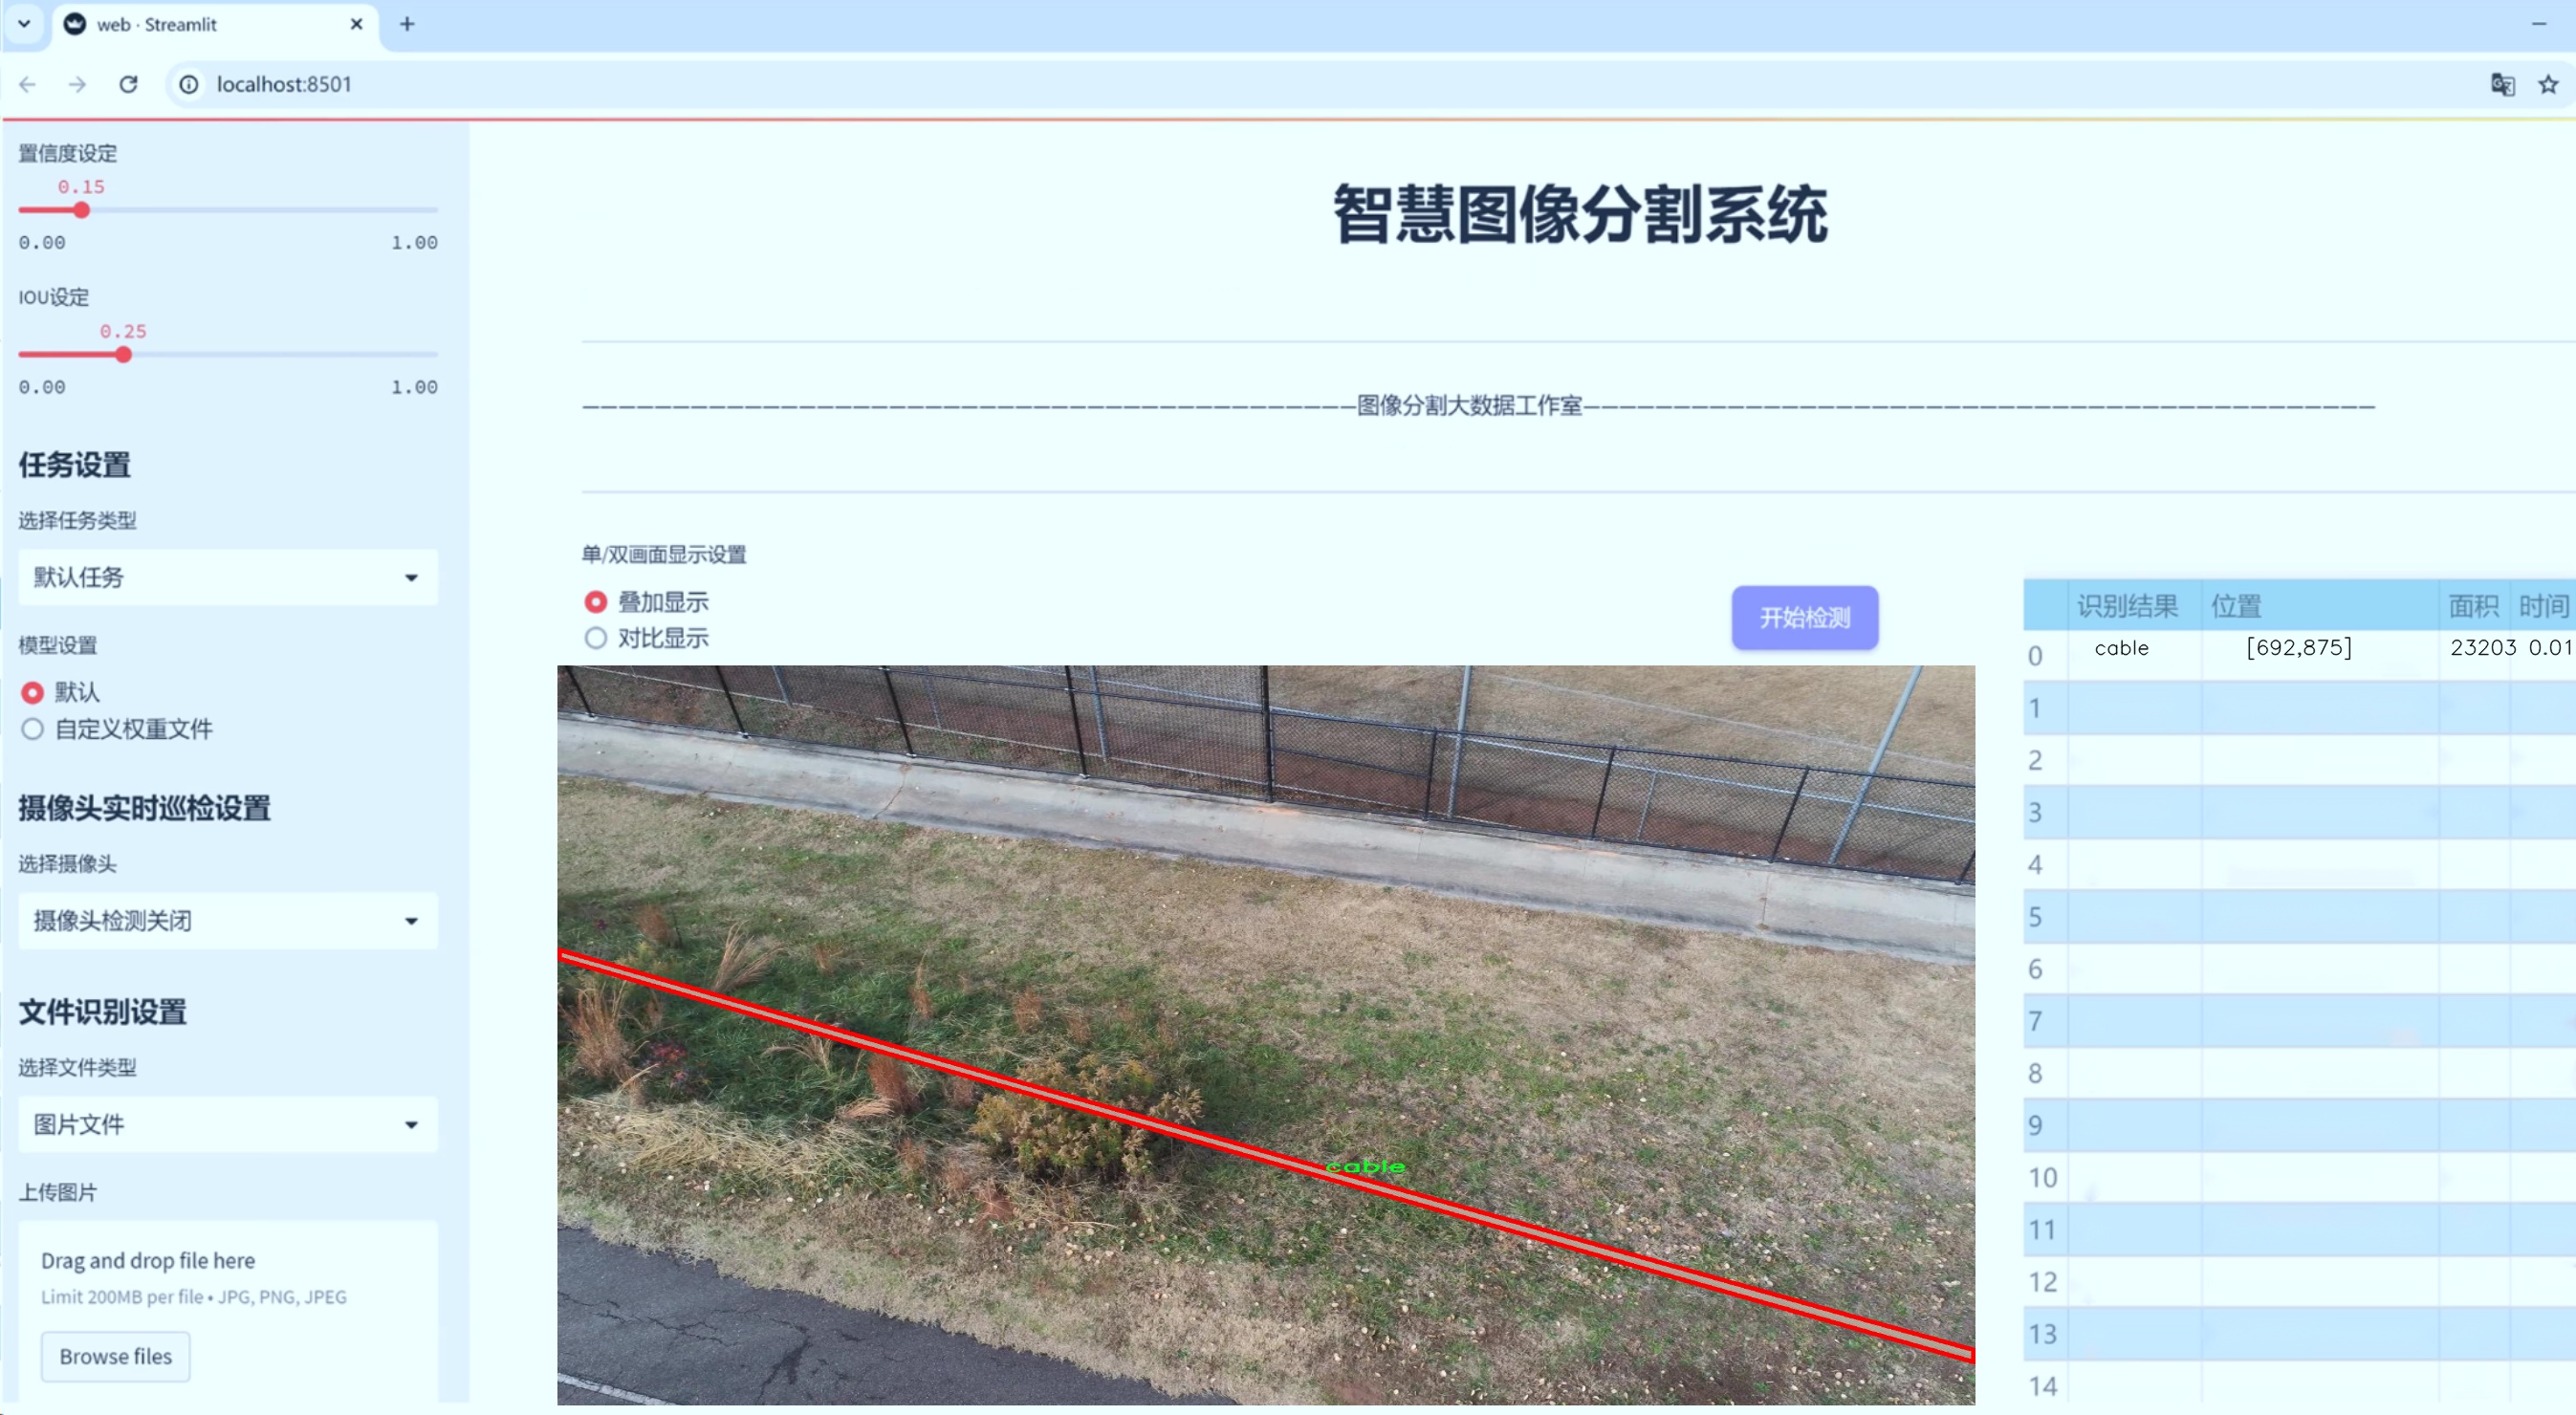 web · Streamlit
localhost:8501
置信度设定
0.15
0.00 1.00
IOU设定
0.25
0.00 1.00
任务设置
选择任务类型
默认任务
模型设置
默认
自定义权重文件
摄像头实时巡检设置
选择摄像头
摄像头检测关闭
文件识别设置
选择文件类型
图片文件
上传图片
Drag and drop file here
Limit 200MB per file • JPG, PNG, JPEG
Browse files
智慧图像分割系统
图像分割大数据工作室
单/双画面显示设置
叠加显示
对比显示
开始检测
cable
识别结果 位置 面积 时间
0 cable [692,875] 23203 0.01
1
2
3
4
5
6
7
8
9
10
11
12
13
14